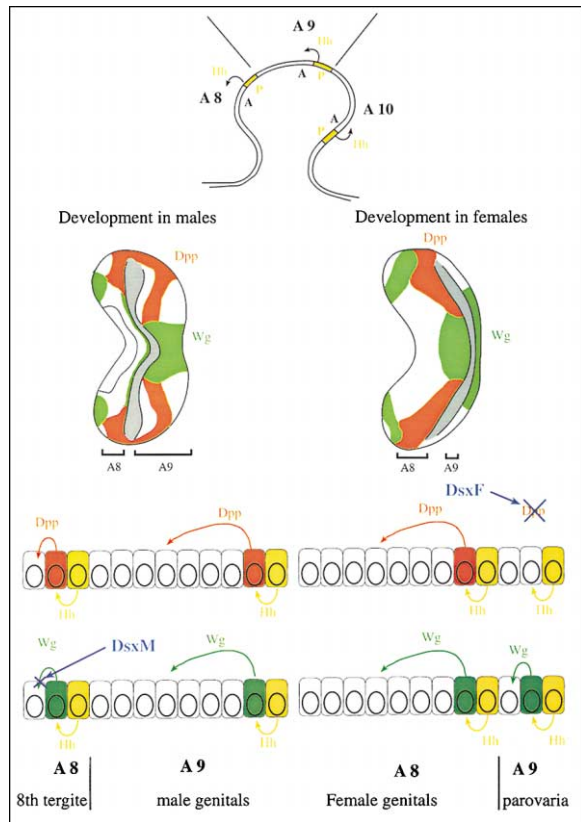 A 9
Hh
A 8
Hh
P
A
A
P
A 10
P
A
Hh
Development in males
Development in females
Dpp
Dpp
Wg
Wg
A8
A9
A8
A9
DsxF
Dpp
Dpp
Dpp
Dpp
Hh
Hh
Hh
Hh
Wg
DsxM
Wg
Wg
Wg
Hh
Hh
Hh
Hh
A 8
A 9
A 8
A 9
8th tergite
male genitals
Female genitals
parovaria